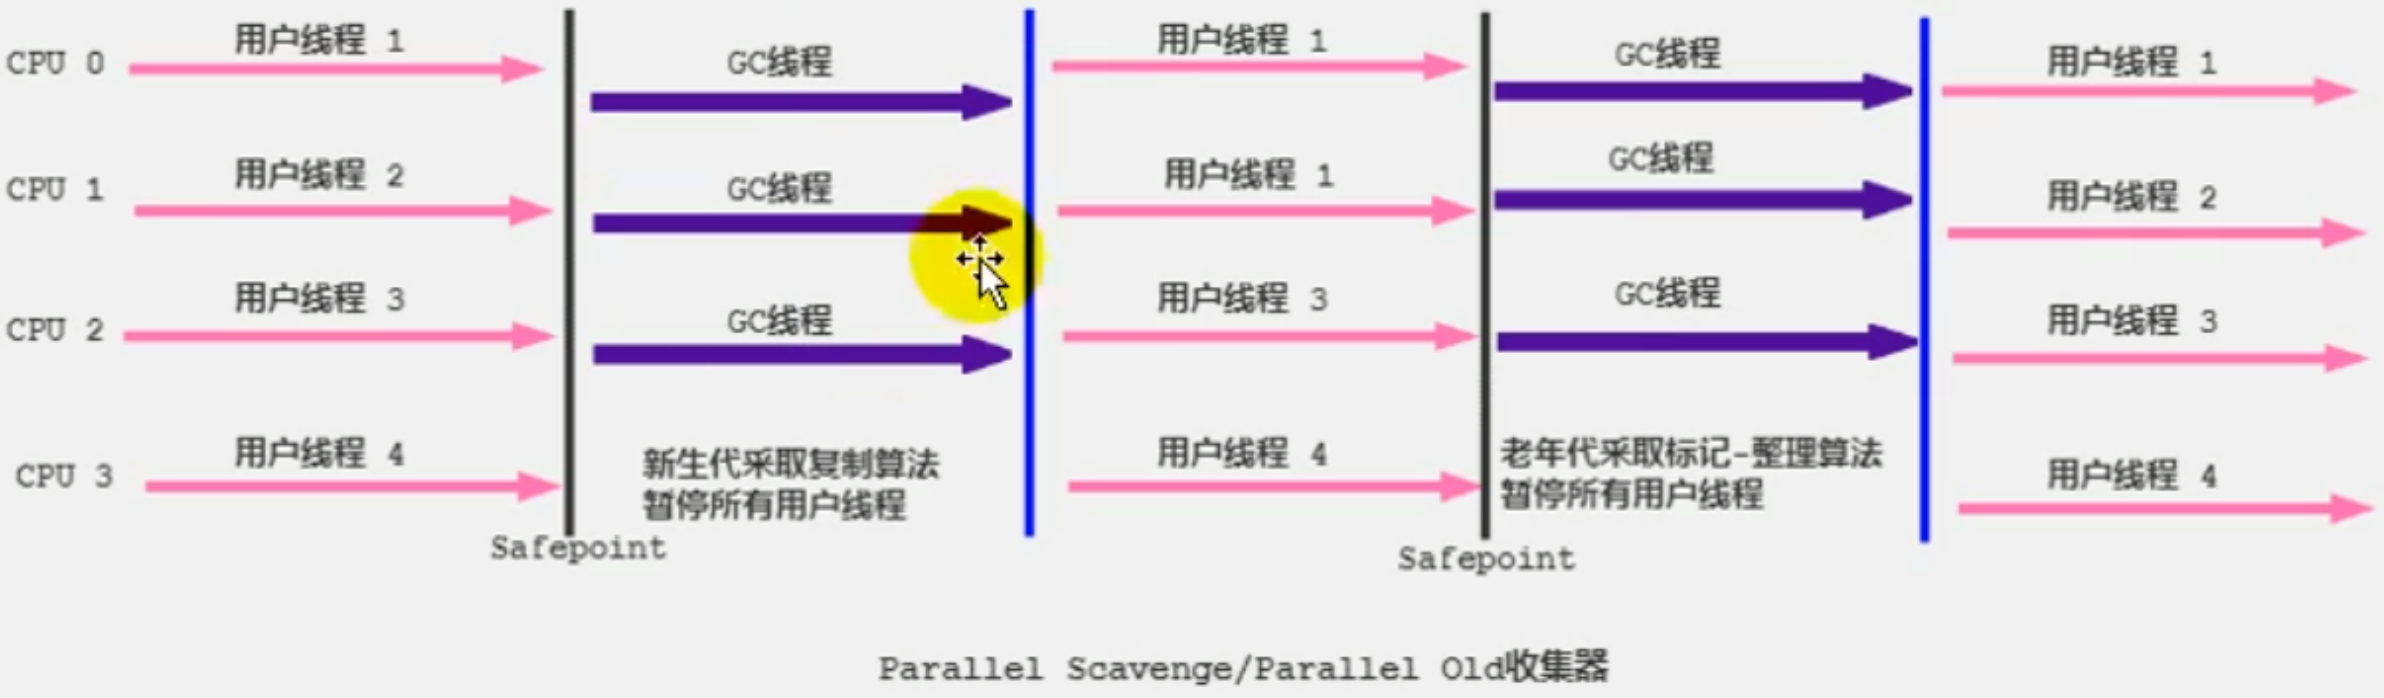 CPU 0
用户线程 1
GC线程
用户线程 1
GC线程
用户线程 1
CPU 1
用户线程 2
GC线程
用户线程 1
GC线程
用户线程 2
CPU 2
用户线程 3
GC线程
用户线程 3
GC线程
用户线程 3
CPU 3
用户线程 4
新生代采取复制算法
暂停所有用户线程
用户线程 4
老年代采取标记-整理算法
暂停所有用户线程
用户线程 4
Safepoint
Safepoint
Parallel Scavenge/Parallel Old收集器